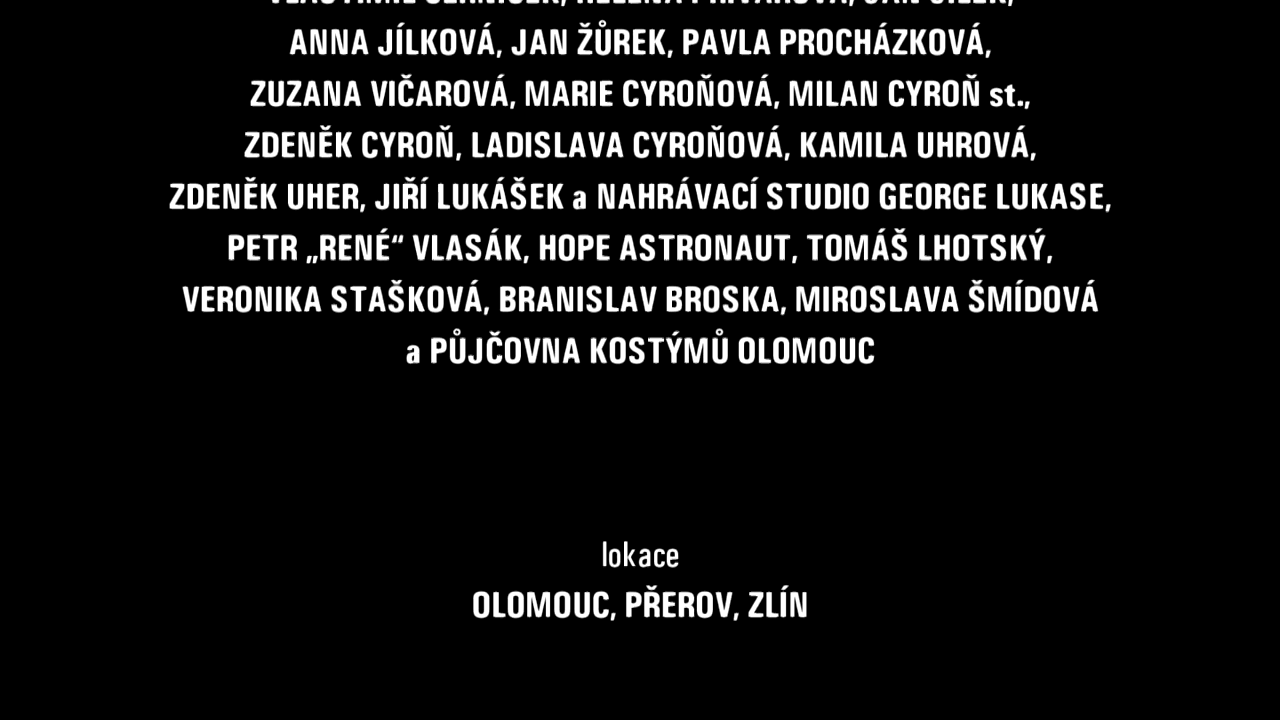 ANNA JÍLKOVÁ, JAN ŽŮREK, PAVLA PROCHÁZKOVÁ,
ZUZANA VIČAROVÁ, MARIE CYROŇOVÁ, MILAN CYROŇ st.,
ZDENĚK CYROŇ, LADISLAVA CYROŇOVÁ, KAMILA UHROVÁ,
ZDENĚK UHER, JIŘÍ LUKÁŠEK a NAHRÁVACÍ STUDIO GEORGE LUKASE,
PETR „RENÉ“ VLASÁK, HOPE ASTRONAUT, TOMÁŠ LHOTSKÝ,
VERONIKA STAŠKOVÁ, BRANISLAV BROSKA, MIROSLAVA ŠMÍDOVÁ
a PŮJČOVNA KOSTÝMŮ OLOMOUC
lokace
OLOMOUC, PŘEROV, ZLÍN